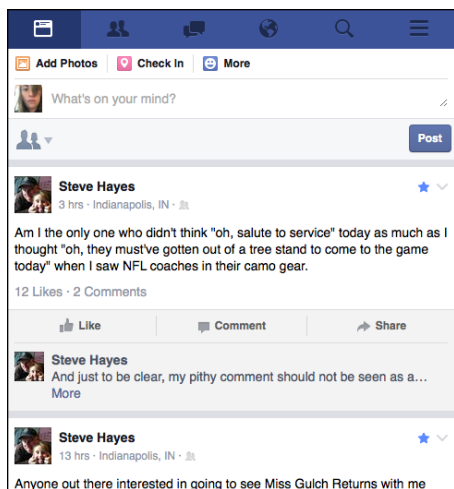 Add Photos Check In More
What's on your mind?
Post
Steve Hayes
3 hrs · Indianapolis, IN ·
Am I the only one who didn't think "oh, salute to service" today as much as I
thought "oh, they must've gotten out of a tree stand to come to the game
today" when I saw NFL coaches in their camo gear.
12 Likes · 2 Comments
Like Comment Share
Steve Hayes
And just to be clear, my pithy comment should not be seen as a…
More
Steve Hayes
13 hrs · Indianapolis, IN ·
Anyone out there interested in going to see Miss Gulch Returns with me